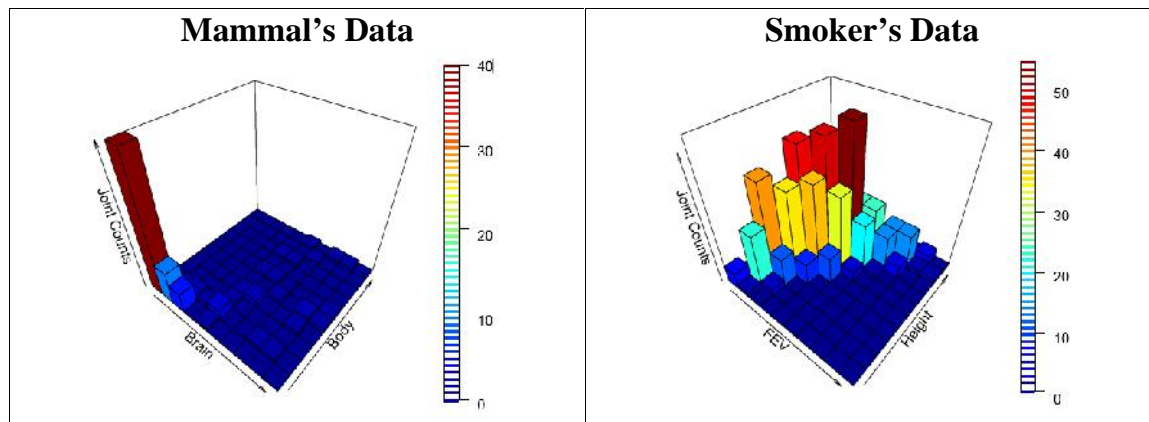 Mammal’s Data
40
30
20
10
0
Joint Counts
Brain
Body
Smoker’s Data
50
40
30
20
10
0
Joint Counts
FEV
Height